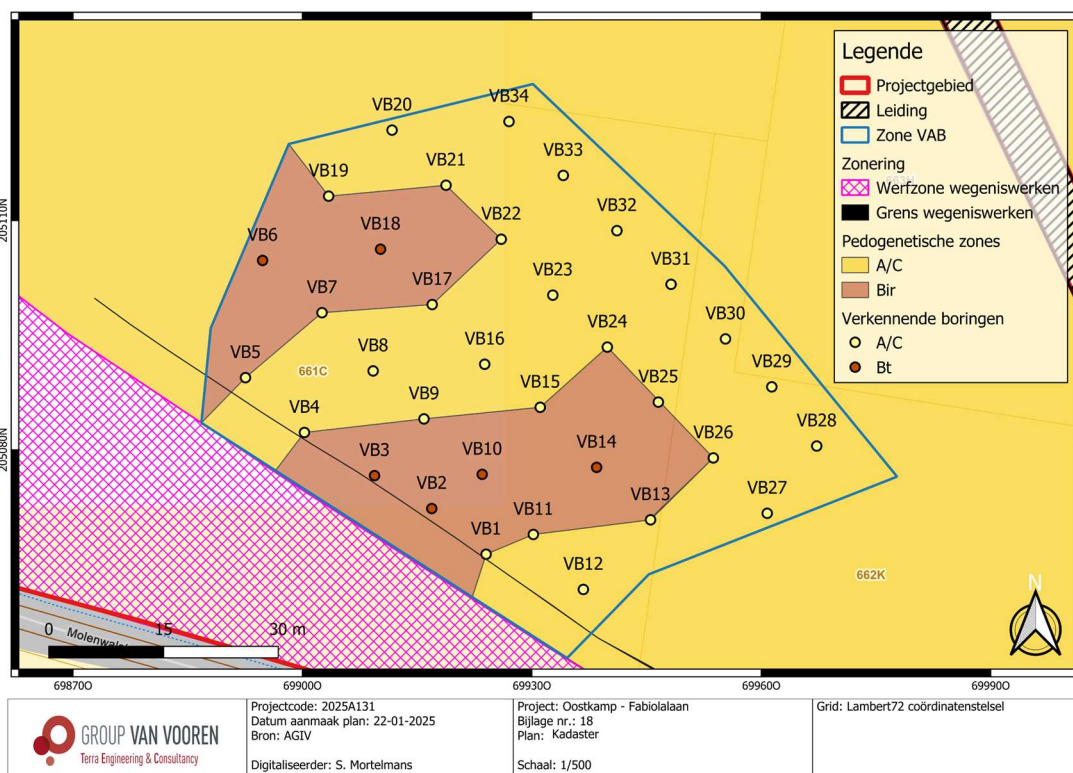 VB34
VB20
VB33
VB21
VB19
VB32
VB22
VB18
VB6
VB31
VB23
VB17
VB7
VB30
VB24
VB16
VB8
VB5
661C
VB29
VB25
VB15
VB9
VB4
VB28
VB26
VB14
VB10
VB3
VB27
VB13
VB2
VB11
VB1
VB12
662K
Legende
Projectgebied
Leiding
Zone VAB
Zonering
Werfzone wegeniswerken
Grens wegeniswerken
Pedogenetische zones
A/C
Bir
Verkennende boringen
A/C
Bt
205110N
205080N
N
0 15 30 m
698700 699000 699300 699600 699900
GROUP VAN VOOREN
Terra Engineering & Consultancy
Projectcode: 2025A131
Datum aanmaak plan: 22-01-2025
Bron: AGIV
Digitaliseerder: S. Mortelmans
Project: Oostkamp - Fabiolalaan
Bijlage nr.: 18
Plan: Kadaster
Schaal: 1/500
Grid: Lambert72 coördinatenstelsel